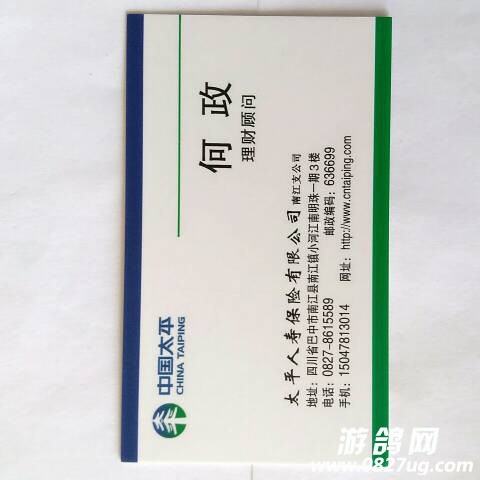 中国太平
CHINA TAIPING
何政
理财顾问
太平人寿保险有限公司 南江支公司
地址：四川省巴中市南江县南江镇小河江南明珠一期3楼
电话：0827-8615589 邮政编码：636699
手机：15047813014 网址：http://www.cntaiping.com
游鸽网
www.0827ug.com